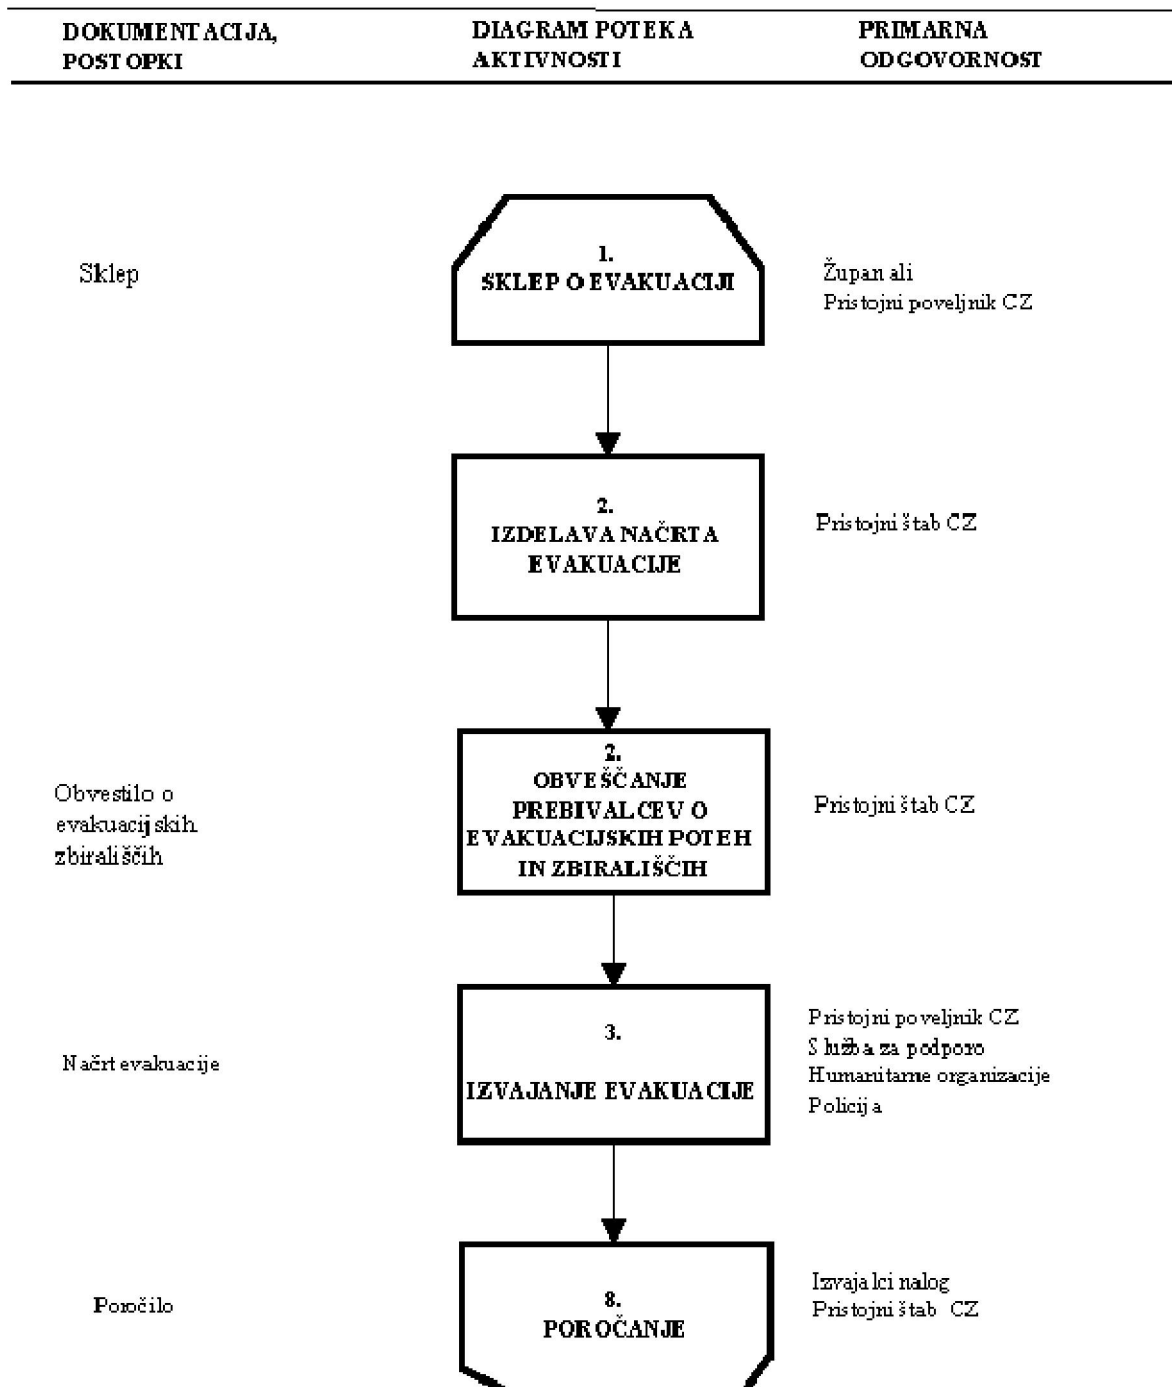 DOKUMENTACIJA,
POSTOPKI
DIAGRAM POTEKA
AKTIVNOSTI
PRIMARNA
ODGOVORNOST
Sklep
1.
SKLEP O EVAKUACIJI
Župan ali
Pristojni poveljnik CZ
2.
IZDELAVA NAČRTA
EVAKUACIJE
Pristojni štab CZ
Obvestilo o
evakuacijskih
zbirališčih
2.
OBVEŠČANJE
PREBIVALCEV O
EVAKUACIJSKIH POTEH
IN ZBIRALIŠČIH
Pristojni štab CZ
Načrt evakuacije
3.
IZVAJANJE EVAKUACIJE
Pristojni poveljnik CZ
Služba za podporo
Humanitarne organizacije
Policija
Poročilo
8.
POROČANJE
Izvajalci nalog
Pristojni štab CZ